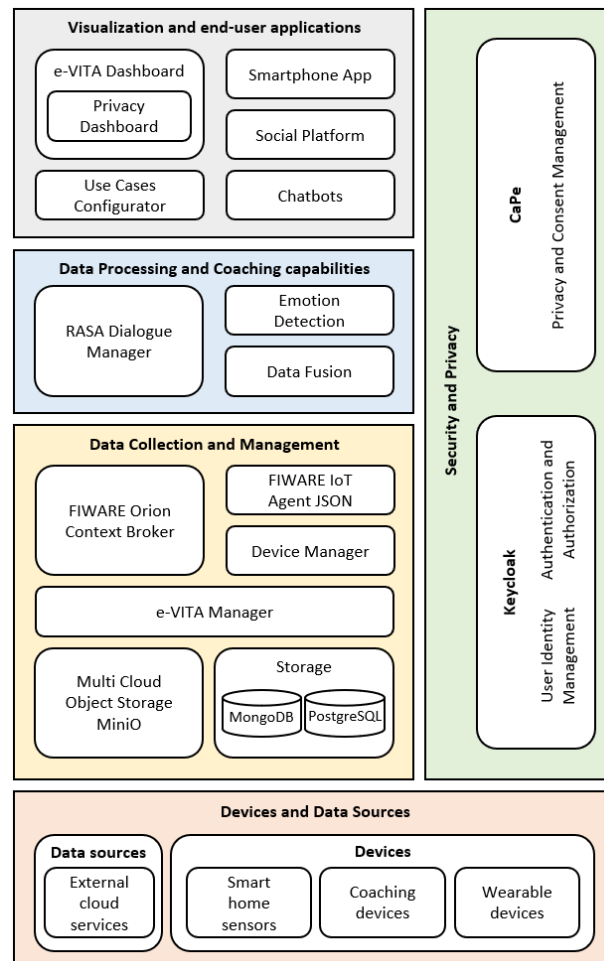 Visualization and end-user applications
e-VITA Dashboard
Privacy
Dashboard
Smartphone App
Social Platform
Use Cases
Configurator
Chatbots
Data Processing and Coaching capabilities
RASA Dialogue
Manager
Emotion
Detection
Data Fusion
Data Collection and Management
FIWARE Orion
Context Broker
FIWARE IoT
Agent JSON
Device Manager
e-VITA Manager
Multi Cloud
Object Storage
MiniO
Storage
MongoDB
PostgreSQL
Security and Privacy
CaPe
Privacy and Consent Management
Keycloak
User Identity
Management
Authentication and
Authorization
Devices and Data Sources
Data sources
External
cloud
services
Devices
Smart
home
sensors
Coaching
devices
Wearable
devices